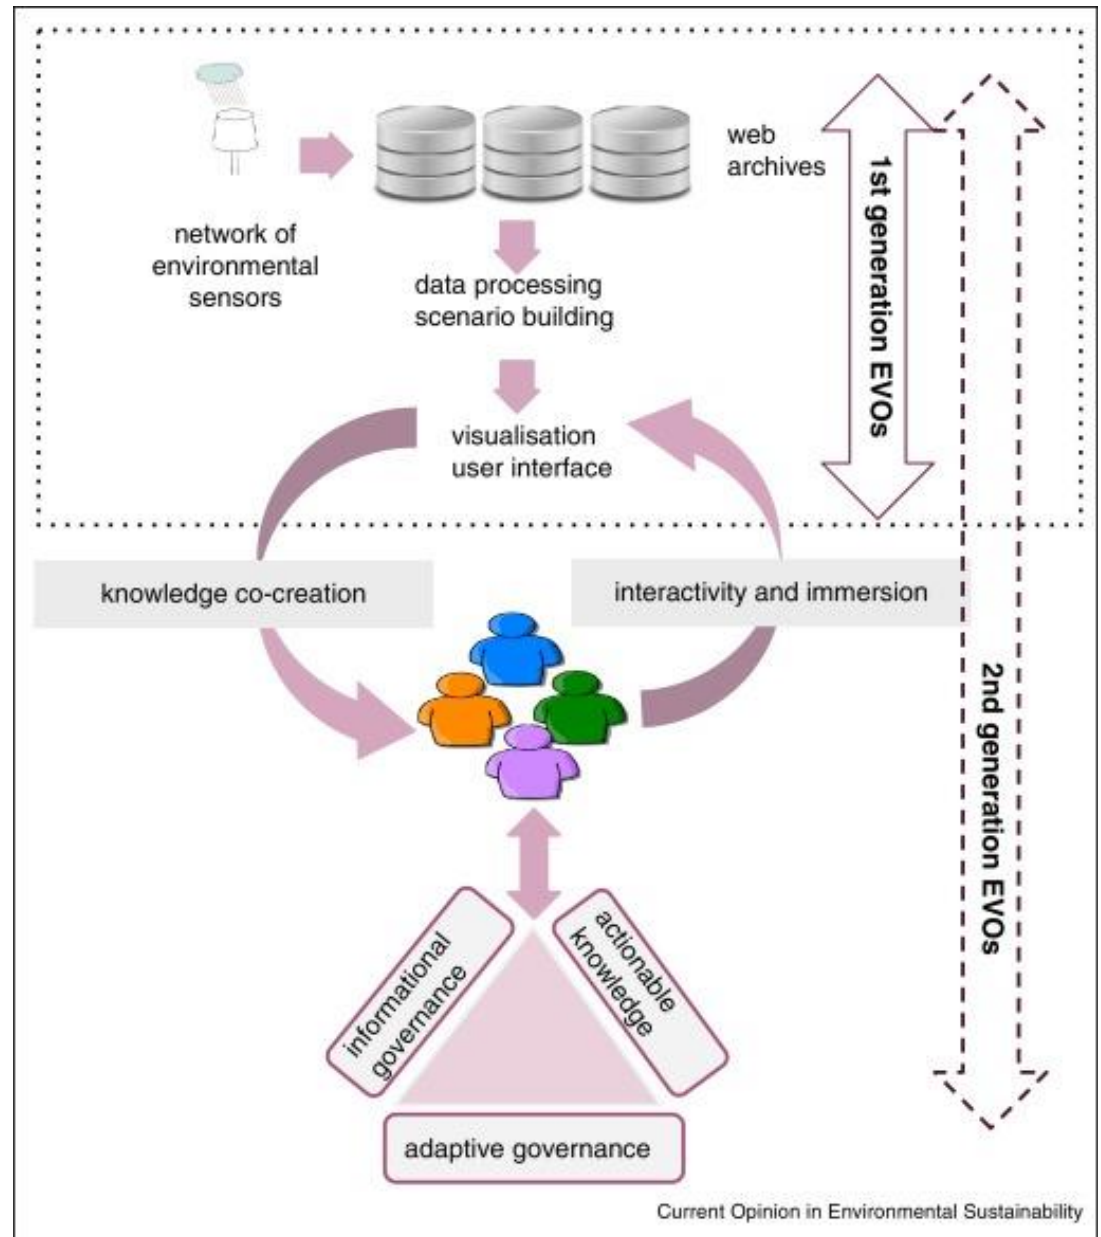 web
archives
network of
environmental
sensors
data processing
scenario building
visualisation
user interface
1st generation EVOs
knowledge co-creation
interactivity and immersion
2nd generation EVOs
informational
governance
actionable
knowledge
adaptive governance
Current Opinion in Environmental Sustainability